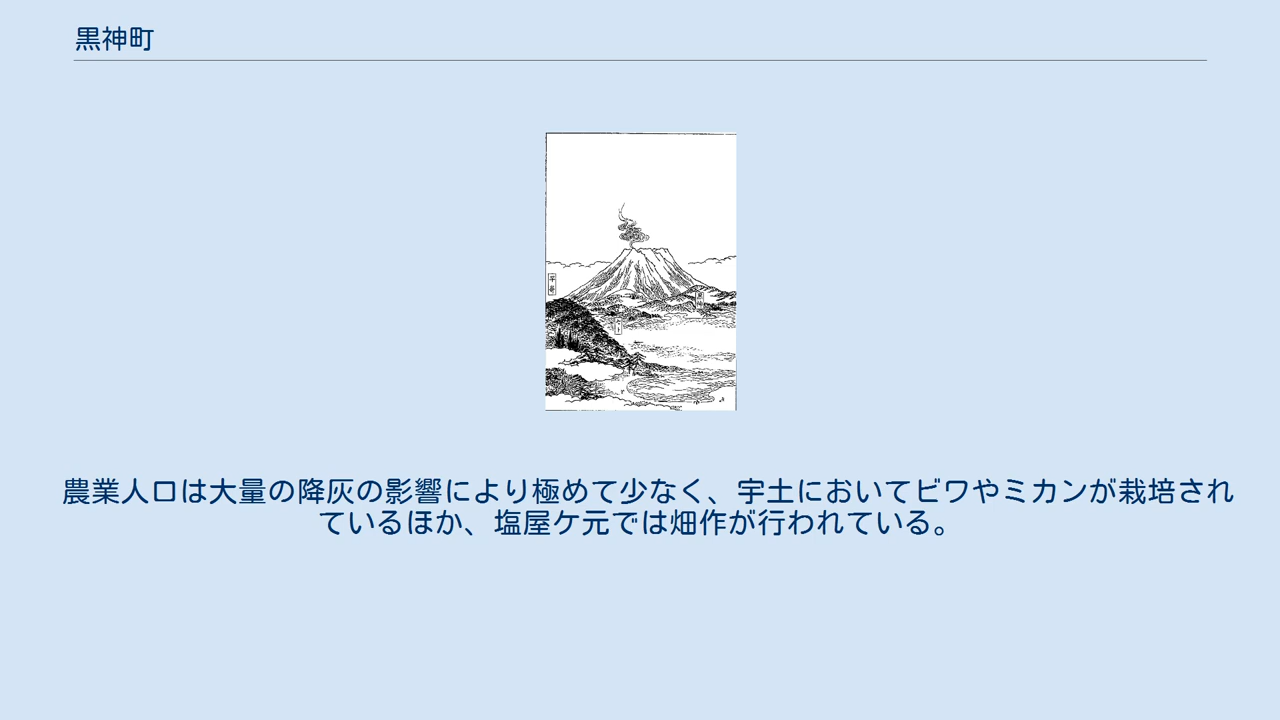 黒神町
農業人口は大量の降灰の影響により極めて少なく、宇土においてビワやミカンが栽培され
ているほか、塩屋ケ元では畑作が行われている。